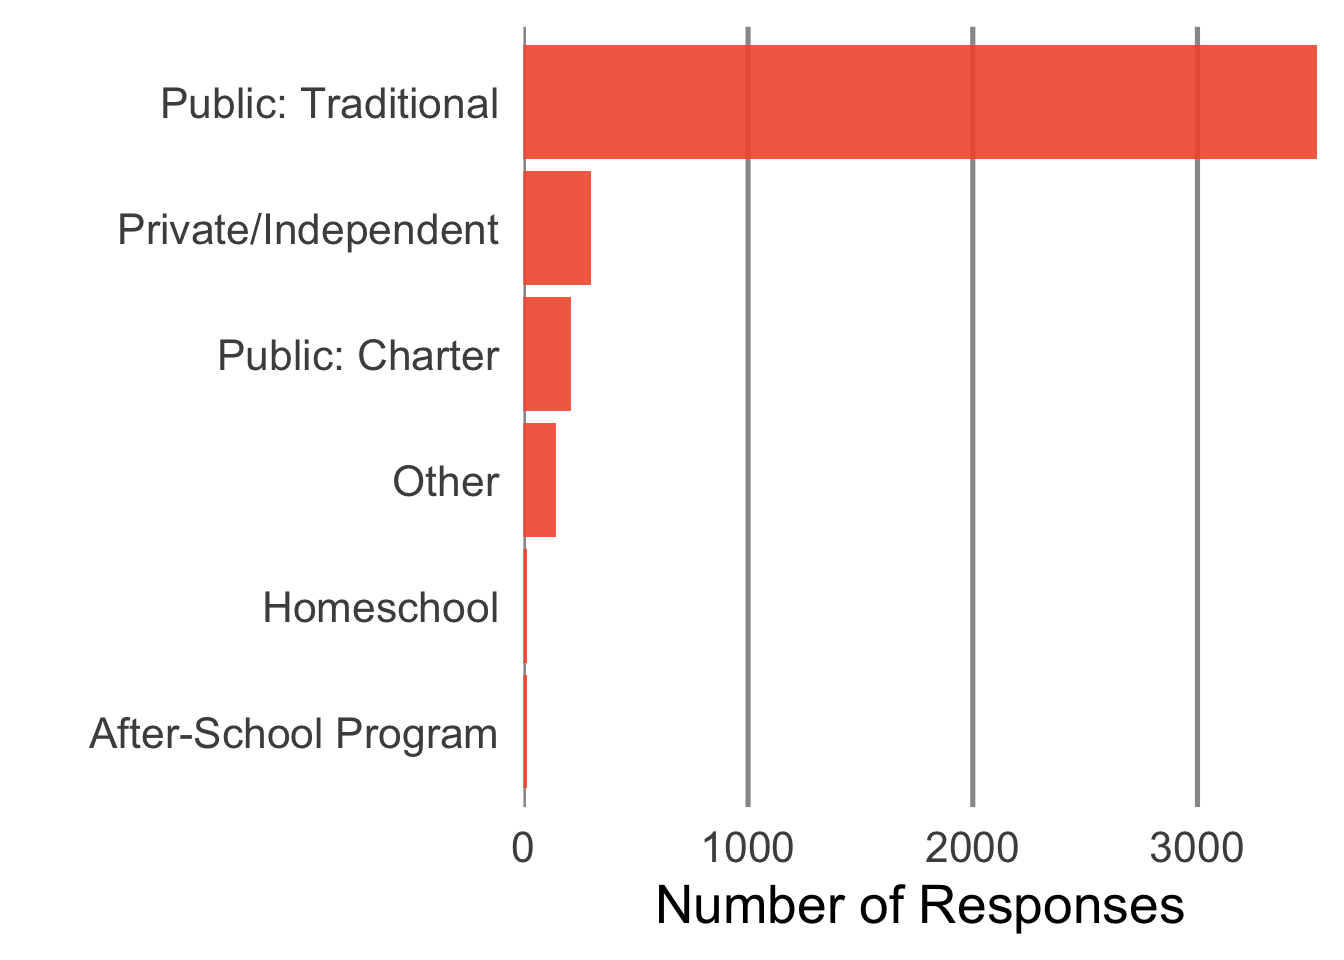 Public: Traditional
Private/Independent
Public: Charter
Other
Homeschool
After-School Program
0 1000 2000 3000
Number of Responses